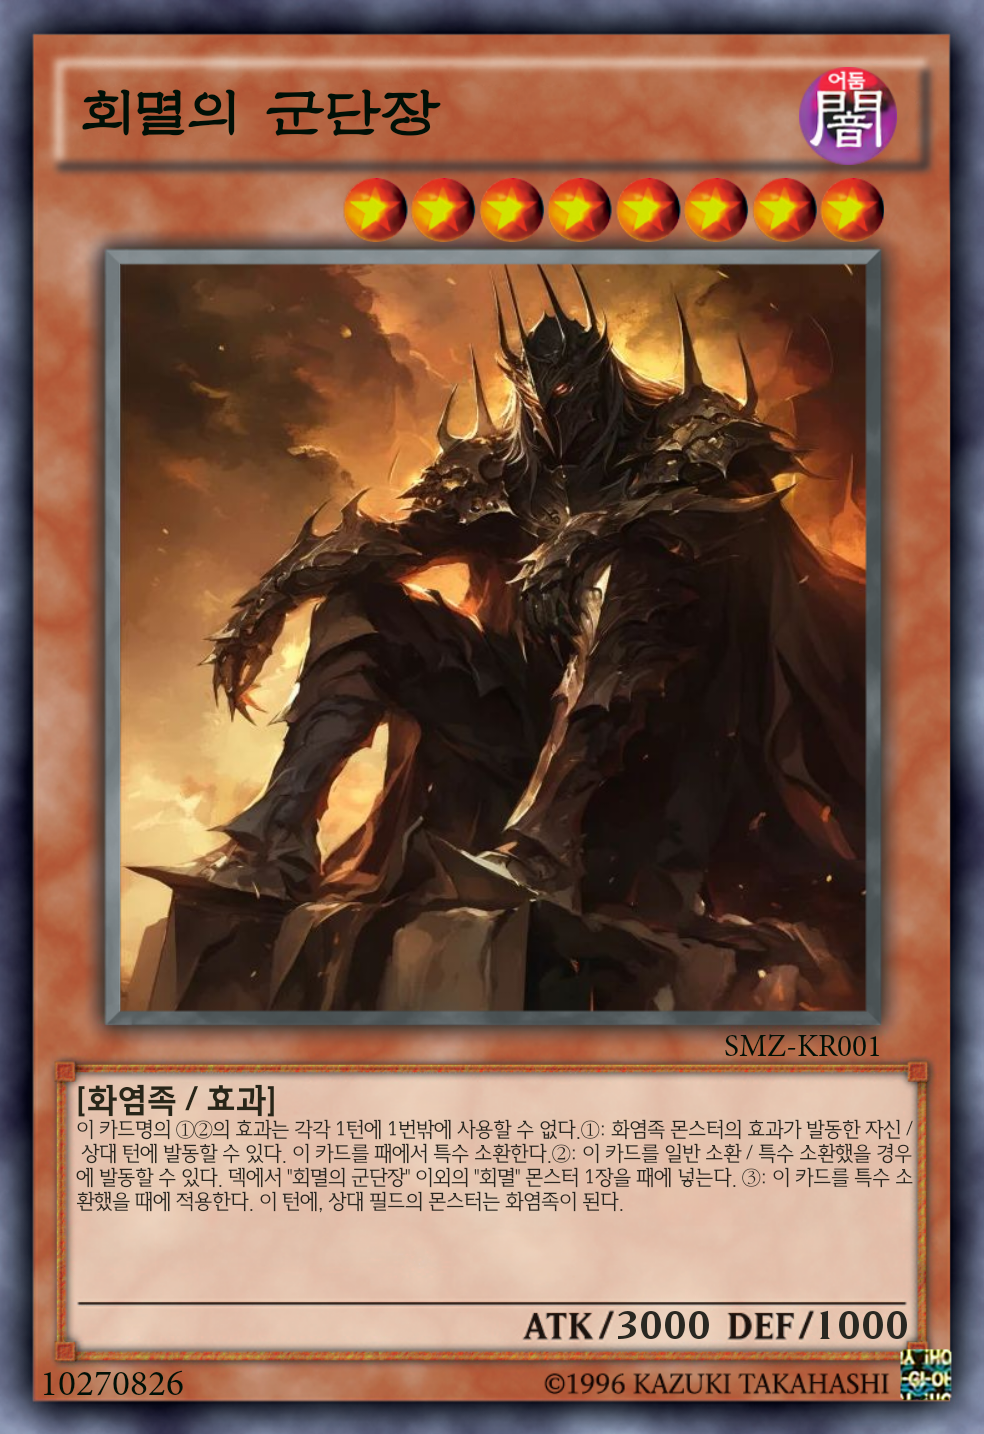 회멸의 군단장
어둠
闇
SMZ-KR001
[화염족 / 효과]
이 카드명의 ①②의 효과는 각각 1턴에 1번밖에 사용할 수 없다.①: 화염족 몬스터의 효과가 발동한 자신 /
상대 턴에 발동할 수 있다. 이 카드를 패에서 특수 소환한다.②: 이 카드를 일반 소환 / 특수 소환했을 경우
에 발동할 수 있다. 덱에서 "회멸의 군단장" 이외의 "회멸" 몬스터 1장을 패에 넣는다. ③: 이 카드를 특수 소
환했을 때에 적용한다. 이 턴에, 상대 필드의 몬스터는 화염족이 된다.
ATK/3000 DEF/1000
10270826
©1996 KAZUKI TAKAHASHI